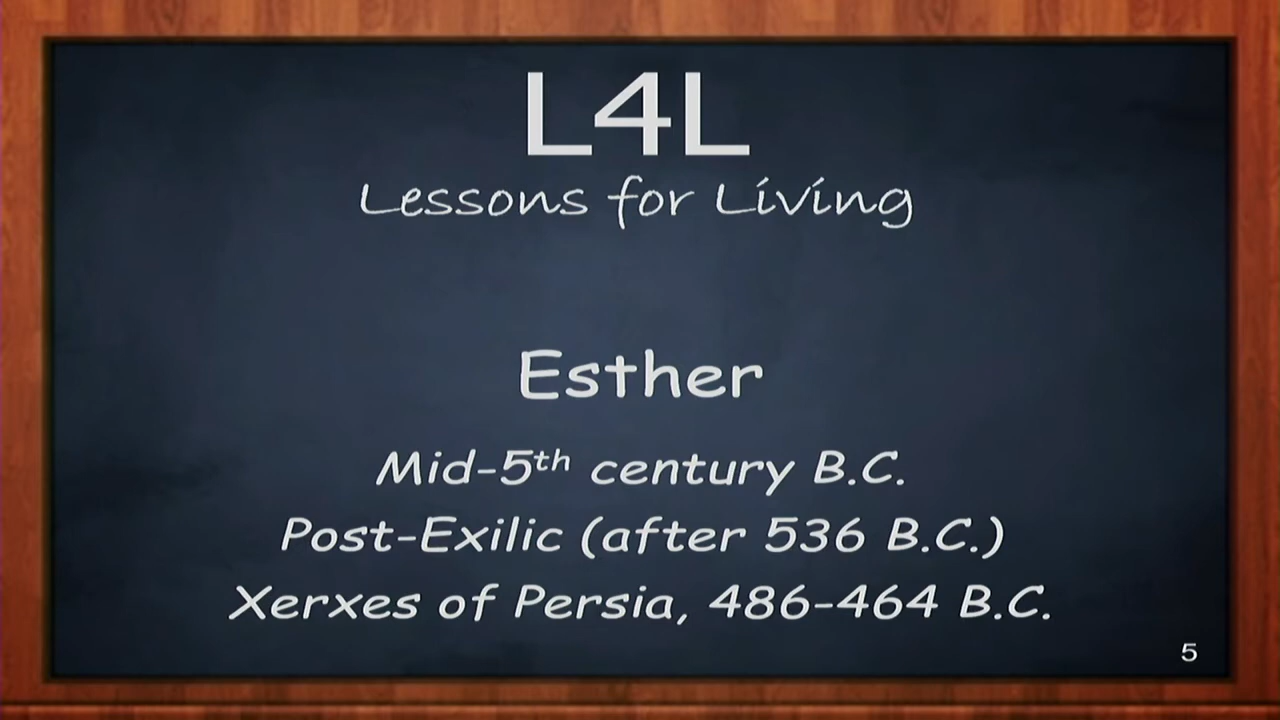 L4L
Lessons for Living
Esther
Mid-5th century B.C.
Post-Exilic (after 536 B.C.)
Xerxes of Persia, 486-464 B.C.
5